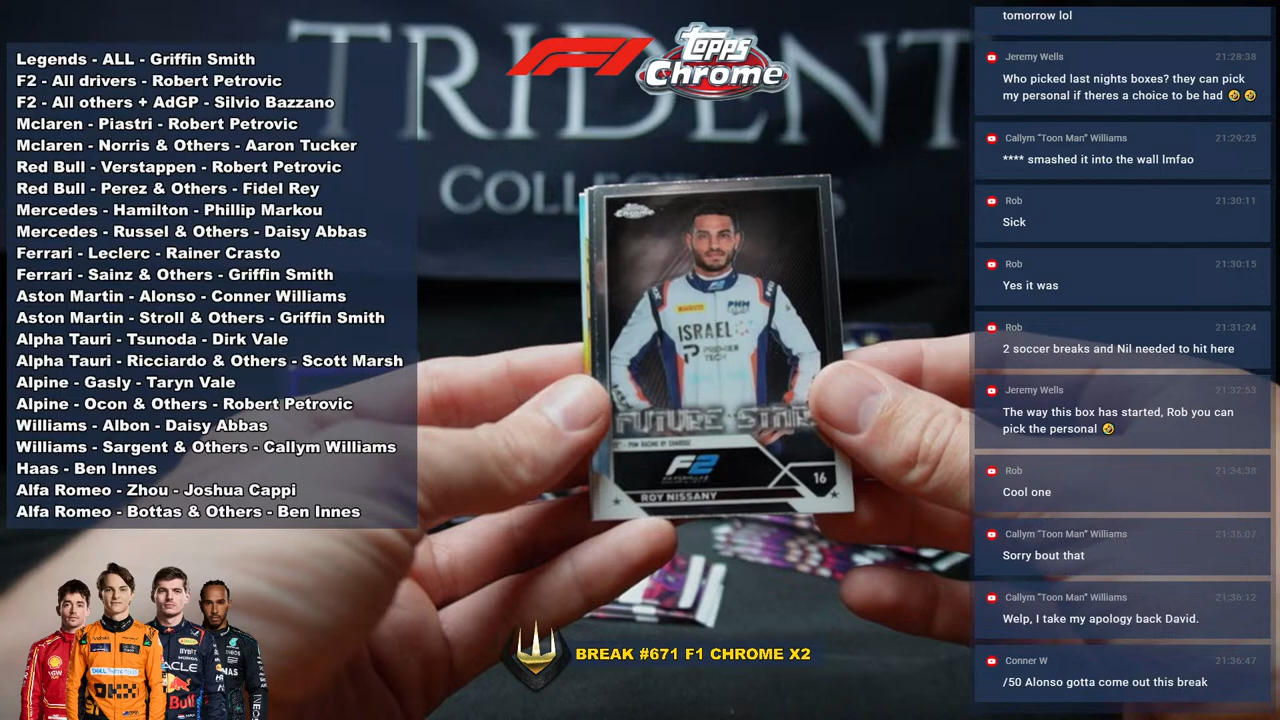 Legends - ALL - Griffin Smith
F2 - All drivers - Robert Petrovic
F2 - All others + AdGP - Silvio Bazzano
Mclaren - Piastri - Robert Petrovic
Mclaren - Norris & Others - Aaron Tucker
Red Bull - Verstappen - Robert Petrovic
Red Bull - Perez & Others - Fidel Rey
Mercedes - Hamilton - Phillip Markou
Mercedes - Russel & Others - Daisy Abbas
Ferrari - Leclerc - Rainer Crasto
Ferrari - Sainz & Others - Griffin Smith
Aston Martin - Alonso - Conner Williams
Aston Martin - Stroll & Others - Griffin Smith
Alpha Tauri - Tsunoda - Dirk Vale
Alpha Tauri - Ricciardo & Others - Scott Marsh
Alpine - Gasly - Taryn Vale
Alpine - Ocon & Others - Robert Petrovic
Williams - Albon - Daisy Abbas
Williams - Sargent & Others - Callym Williams
Haas - Ben Innes
Alfa Romeo - Zhou - Joshua Cappi
Alfa Romeo - Bottas & Others - Ben Innes
TRIDENT
F1
Topps
Chrome
Topps
Chrome
F2
PIRELLI
PHM
ISRAEL
PREMIER
TECH
FUTURE STAR
F2
16
ROY NISSANY
BREAK #671 F1 CHROME X2
tomorrow lol
Jeremy Wells 21:28:38
Who picked last nights boxes? they can pick
my personal if theres a choice to be had 🤣 🤣
Callym "Toon Man" Williams 21:29:25
**** smashed it into the wall lmfao
Rob 21:30:11
Sick
Rob 21:30:15
Yes it was
Rob 21:31:24
2 soccer breaks and Nil needed to hit here
Jeremy Wells 21:32:53
The way this box has started, Rob you can
pick the personal 🤣
Rob 21:34:38
Cool one
Callym "Toon Man" Williams 21:35:07
Sorry bout that
Callym "Toon Man" Williams 21:36:12
Welp, I take my apology back David.
Conner W 21:36:47
/50 Alonso gotta come out this break